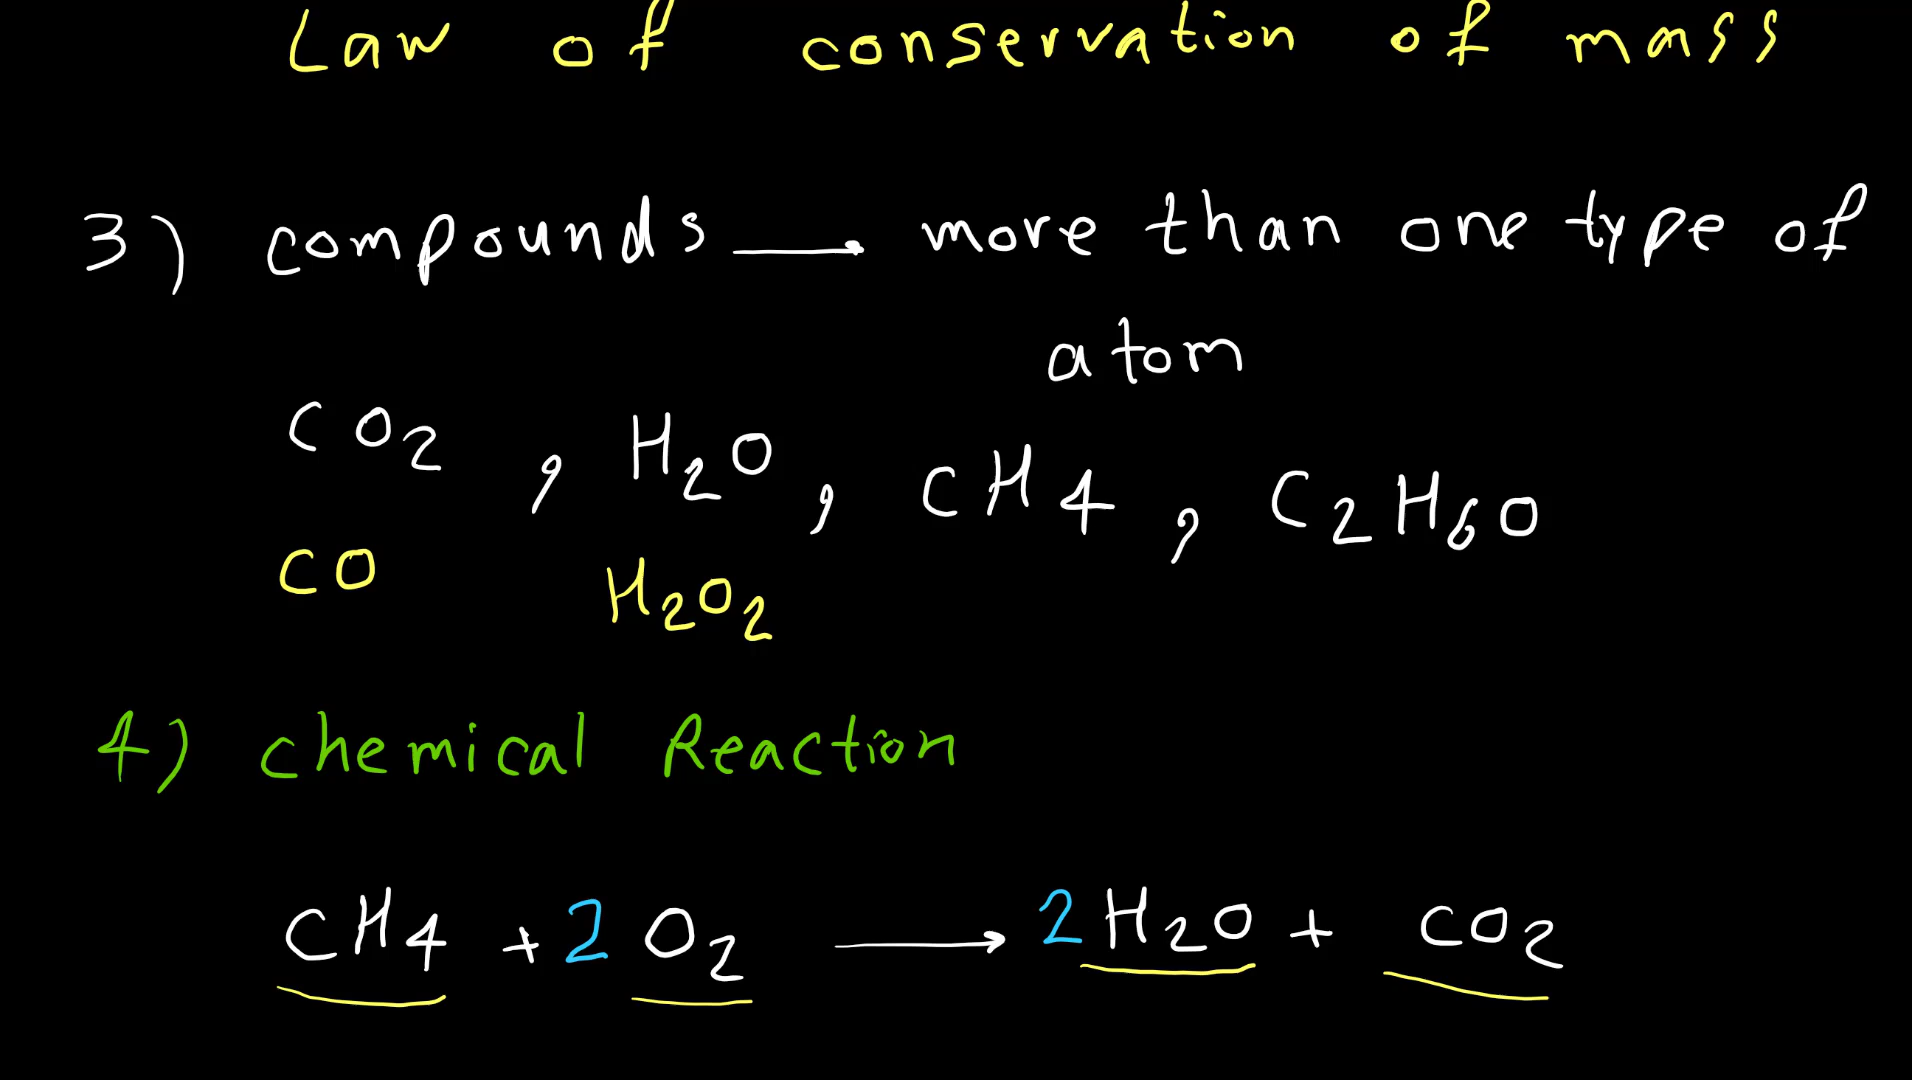 Law of conservation of mass
3) compounds → more than one type of
atom
CO2 , H2O , CH4 , C2H6O
CO H2O2
4) chemical Reaction
CH4 + 2 O2 → 2 H2O + CO2